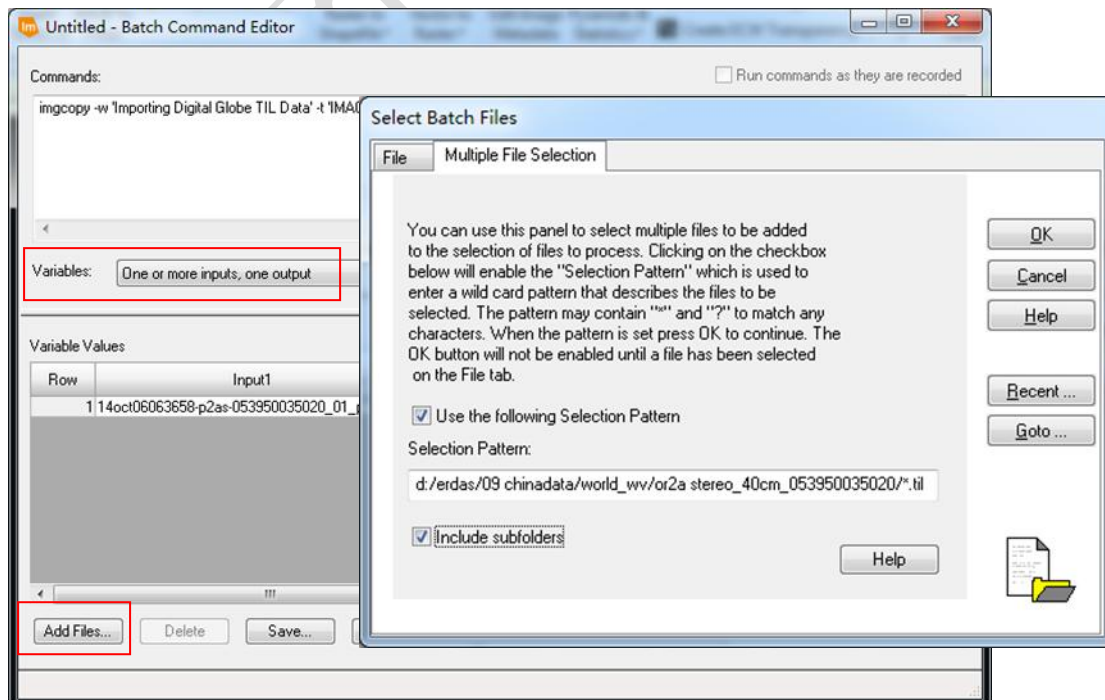 Untitled - Batch Command Editor
Commands:
Run commands as they are recorded
imgcopy -w 'Importing Digital Globe TIL Data' -t 'IMAG
Variables:
One or more inputs, one output
Variable Values
Row
Input1
1
14oct06063658-p2as-053950035020_01_p
Add Files...
Delete
Save...
Select Batch Files
File
Multiple File Selection
You can use this panel to select multiple files to be added
to the selection of files to process. Clicking on the checkbox
below will enable the "Selection Pattern" which is used to
enter a wild card pattern that describes the files to be
selected. The pattern may contain "*" and "?" to match any
characters. When the pattern is set press OK to continue. The
OK button will not be enabled until a file has been selected
on the File tab.
Use the following Selection Pattern
Selection Pattern:
d:/erdas/09 chinadata/world_wv/or2a stereo_40cm_053950035020/*.til
Include subfolders
Help
OK
Cancel
Help
Recent ...
Goto ...